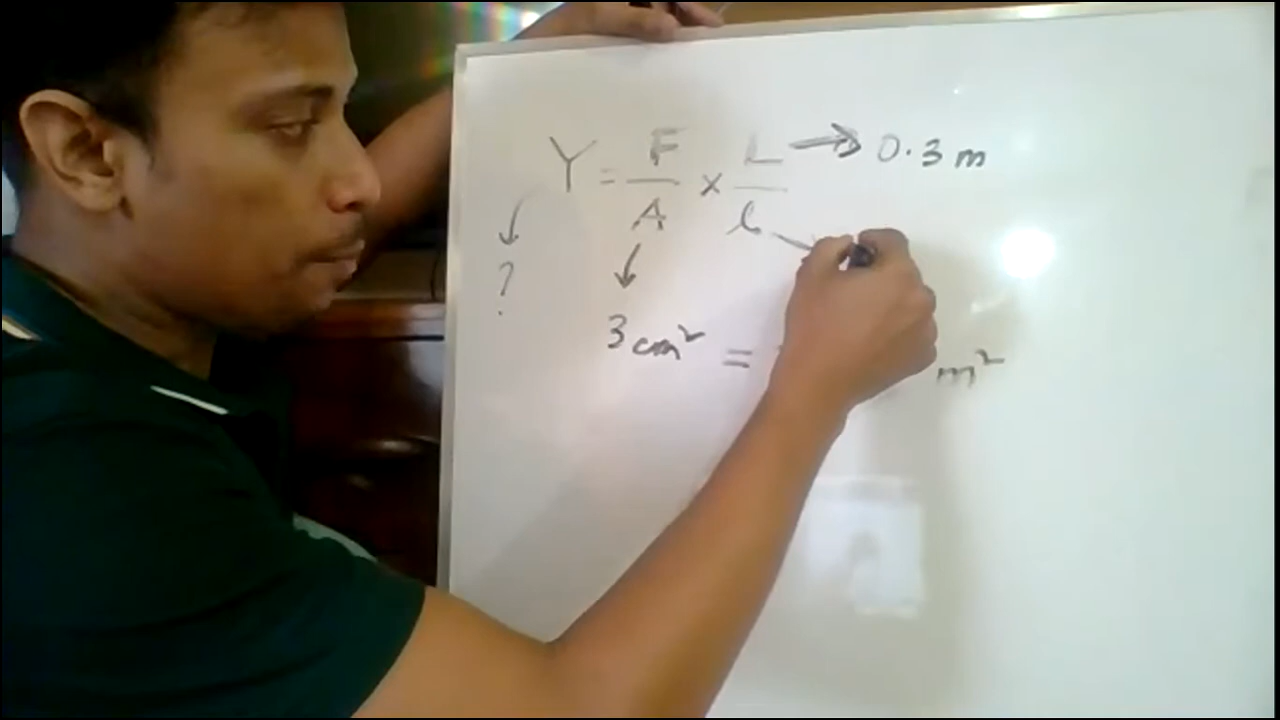 Y = F/A × L/l → 0.3 m
↓ ↓
?
3 cm² = m²